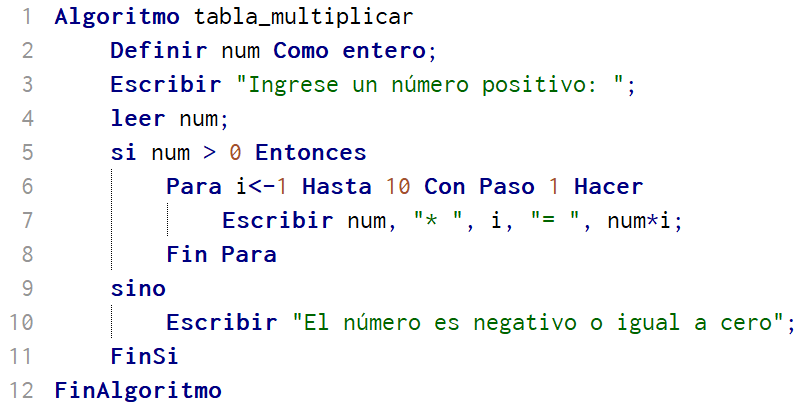 1 Algoritmo tabla_multiplicar
2 Definir num Como entero;
3 Escribir "Ingrese un número positivo: ";
4 leer num;
5 si num > 0 Entonces
6 Para i<-1 Hasta 10 Con Paso 1 Hacer
7 Escribir num, "* ", i, "= ", num*i;
8 Fin Para
9 sino
10 Escribir "El número es negativo o igual a cero";
11 FinSi
12 FinAlgoritmo